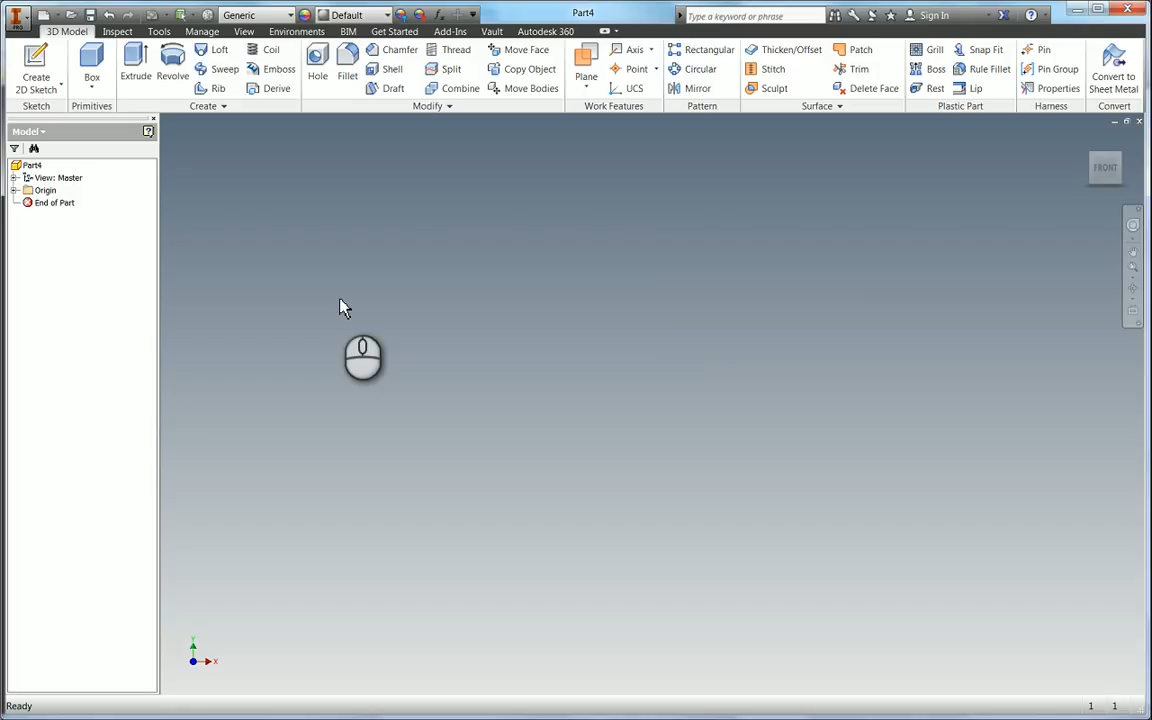 PRO Generic Default Part4 Type a keyword or phrase Sign In
3D Model Inspect Tools Manage View Environments BIM Get Started Add-Ins Vault Autodesk 360
Create 2D Sketch Box Extrude Revolve Loft Coil Hole Fillet Chamfer Thread Move Face Plane Axis Rectangular Thicken/Offset Patch Grill Snap Fit Pin Convert to Sheet Metal
Sweep Emboss Shell Split Copy Object Point Circular Stitch Trim Boss Rule Fillet Pin Group
Rib Derive Draft Combine Move Bodies UCS Mirror Sculpt Delete Face Rest Lip Properties
Sketch Primitives Create Modify Work Features Pattern Surface Plastic Part Harness Convert
Model
Part4
View: Master
Origin
End of Part
FRONT
Y
X
Ready 1 1